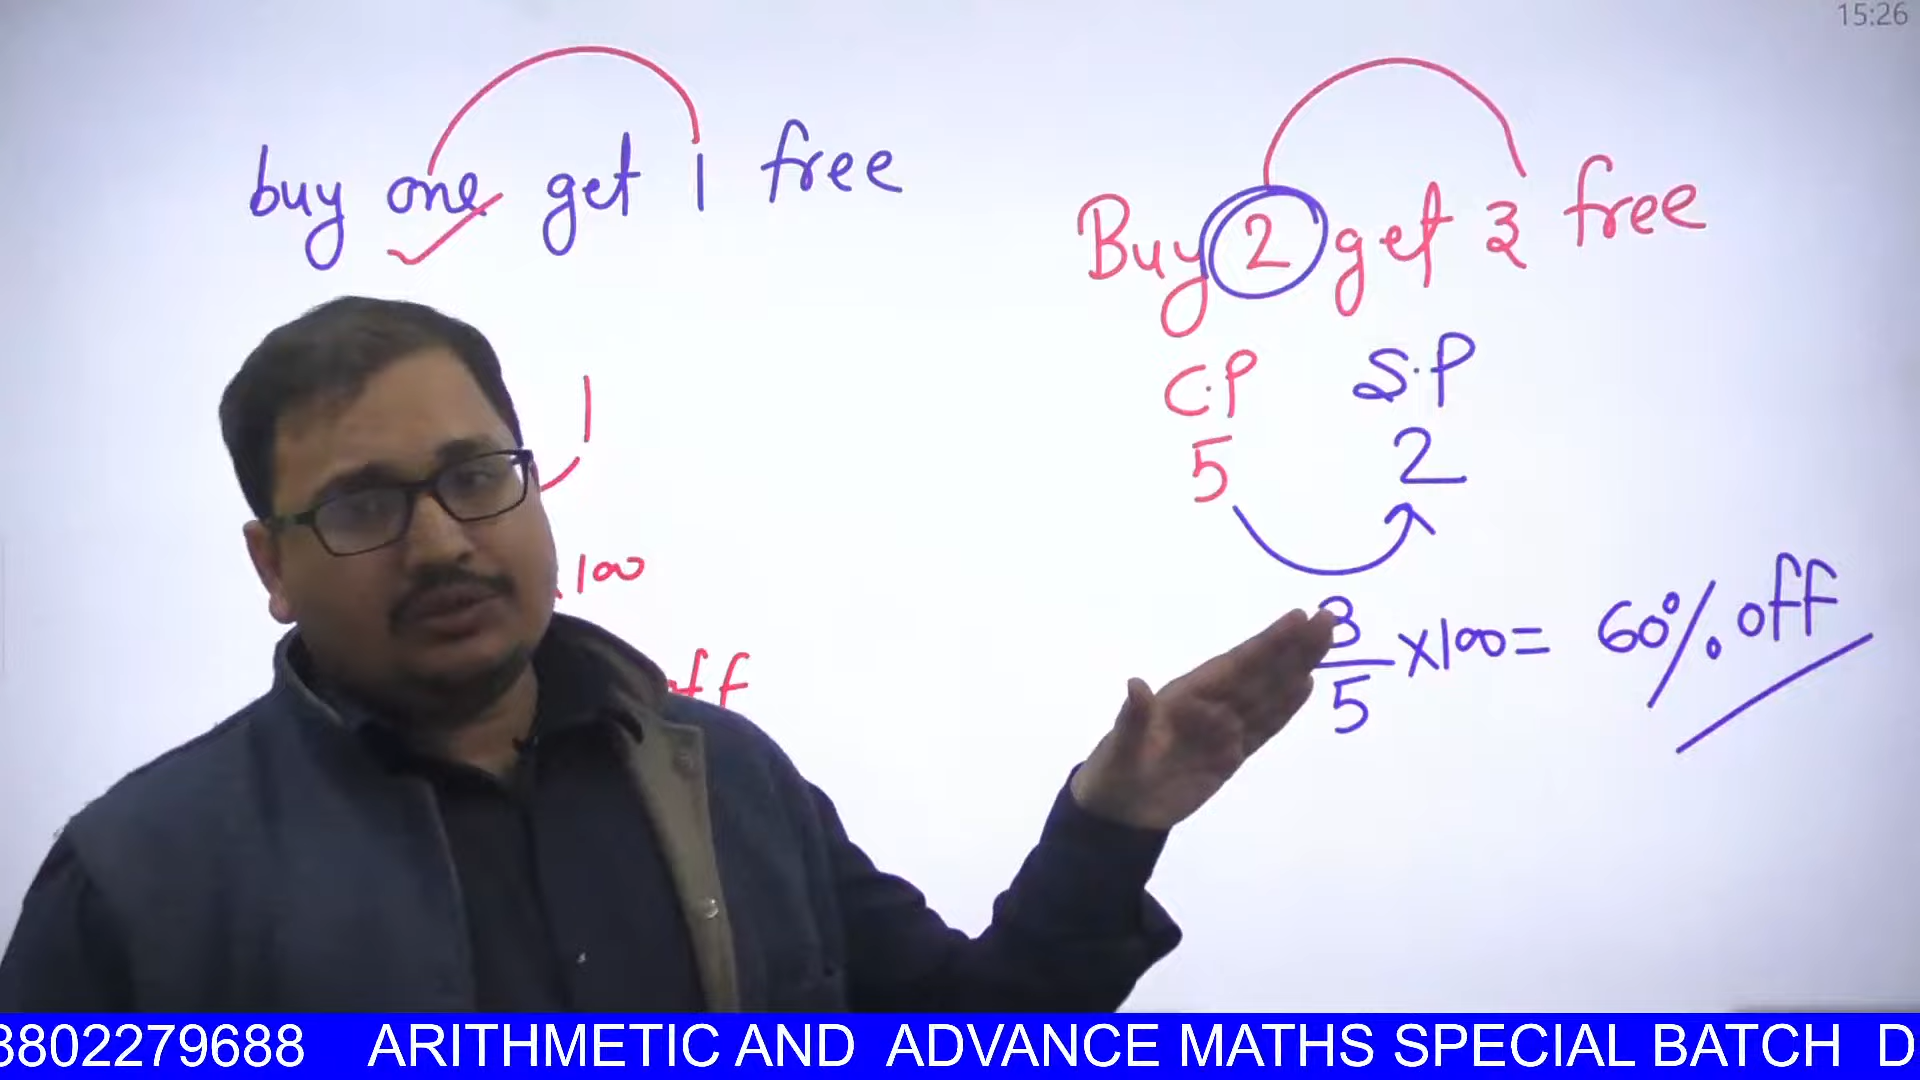 15:26
buy one get 1 free
Buy 2 get 3 free
C.P S.P
5 2
1
100
off
3/5 ×100= 60% off
8802279688 ARITHMETIC AND ADVANCE MATHS SPECIAL BATCH D